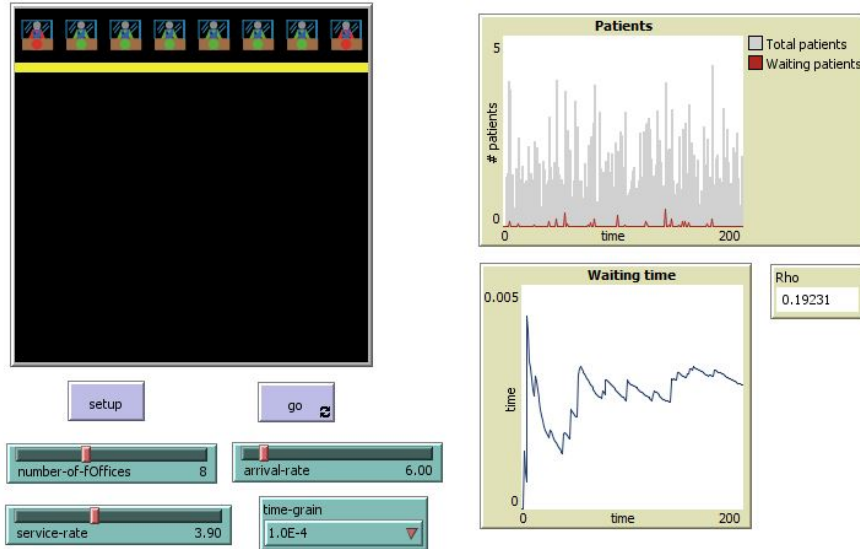 Patients
5
Total patients
Waiting patients
# patients
0
0 time 200
Waiting time
0.005
time
0
0 time 200
Rho
0.19231
setup
go
number-of-fOffices 8
arrival-rate 6.00
service-rate 3.90
time-grain
1.0E-4